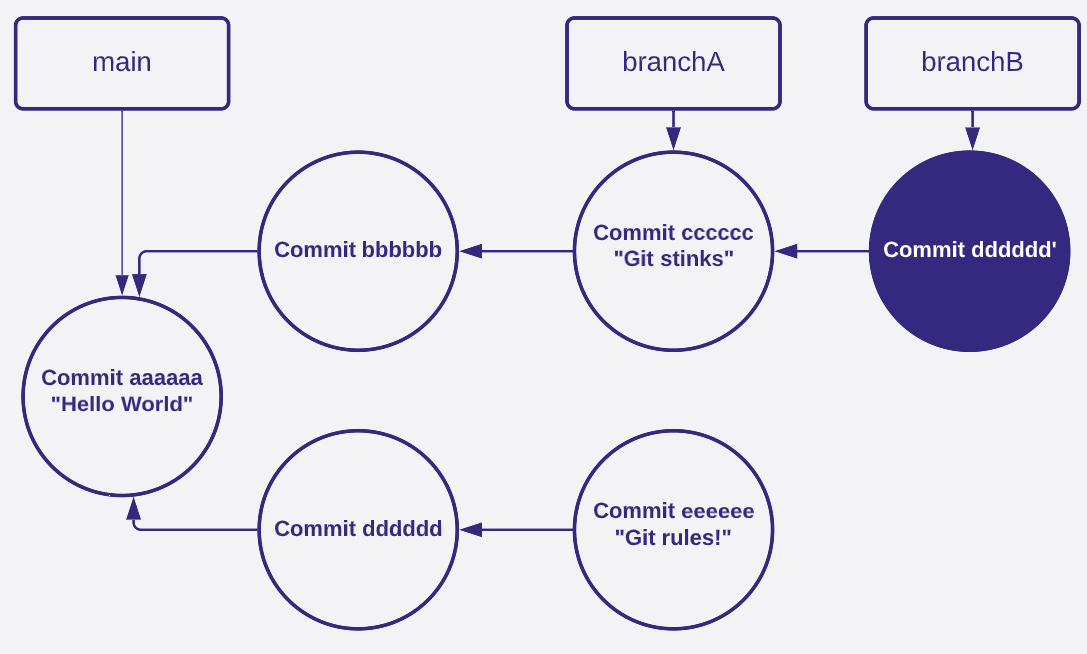 main
branchA
branchB
Commit bbbbbb
Commit cccccc
"Git stinks"
Commit dddddd'
Commit aaaaaa
"Hello World"
Commit dddddd
Commit eeeeee
"Git rules!"